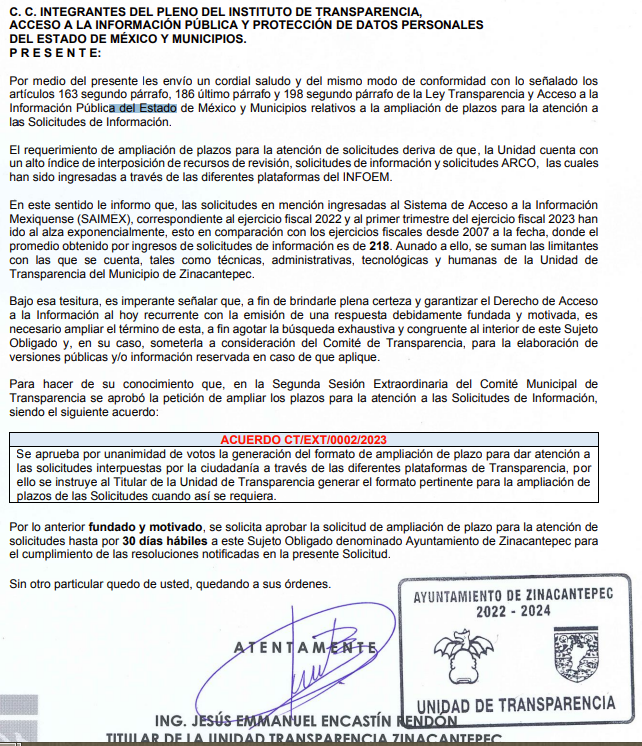 C. C. INTEGRANTES DEL PLENO DEL INSTITUTO DE TRANSPARENCIA,
ACCESO A LA INFORMACIÓN PÚBLICA Y PROTECCIÓN DE DATOS PERSONALES
DEL ESTADO DE MÉXICO Y MUNICIPIOS.
P R E S E N T E:
Por medio del presente les envío un cordial saludo y del mismo modo de conformidad con lo señalado los
artículos 163 segundo párrafo, 186 último párrafo y 198 segundo párrafo de la Ley Transparencia y Acceso a la
Información Pública del Estado de México y Municipios relativos a la ampliación de plazos para la atención a
las Solicitudes de Información.
El requerimiento de ampliación de plazos para la atención de solicitudes deriva de que, la Unidad cuenta con
un alto índice de interposición de recursos de revisión, solicitudes de información y solicitudes ARCO, las cuales
han sido ingresadas a través de las diferentes plataformas del INFOEM.
En este sentido le informo que, las solicitudes en mención ingresadas al Sistema de Acceso a la Información
Mexiquense (SAIMEX), correspondiente al ejercicio fiscal 2022 y al primer trimestre del ejercicio fiscal 2023 han
ido al alza exponencialmente, esto en comparación con los ejercicios fiscales desde 2007 a la fecha, donde el
promedio obtenido por ingresos de solicitudes de información es de 218. Aunado a ello, se suman las limitantes
con las que se cuenta, tales como técnicas, administrativas, tecnológicas y humanas de la Unidad de
Transparencia del Municipio de Zinacantepec.
Bajo esa tesitura, es imperante señalar que, a fin de brindarle plena certeza y garantizar el Derecho de Acceso
a la Información al hoy recurrente con la emisión de una respuesta debidamente fundada y motivada, es
necesario ampliar el término de esta, a fin agotar la búsqueda exhaustiva y congruente al interior de este Sujeto
Obligado y, en su caso, someterla a consideración del Comité de Transparencia, para la elaboración de
versiones públicas y/o información reservada en caso de que aplique.
Para hacer de su conocimiento que, en la Segunda Sesión Extraordinaria del Comité Municipal de
Transparencia se aprobó la petición de ampliar los plazos para la atención a las Solicitudes de Información,
siendo el siguiente acuerdo:
ACUERDO CT/EXT/0002/2023
Se aprueba por unanimidad de votos la generación del formato de ampliación de plazo para dar atención a
las solicitudes interpuestas por la ciudadanía a través de las diferentes plataformas de Transparencia, por
ello se instruye al Titular de la Unidad de Transparencia generar el formato pertinente para la ampliación de
plazos de las Solicitudes cuando así se requiera.
Por lo anterior fundado y motivado, se solicita aprobar la solicitud de ampliación de plazo para la atención de
solicitudes hasta por 30 días hábiles a este Sujeto Obligado denominado Ayuntamiento de Zinacantepec para
el cumplimiento de las resoluciones notificadas en la presente Solicitud.
Sin otro particular quedo de usted, quedando a sus órdenes.
AYUNTAMIENTO DE ZINACANTEPEC
2022 - 2024
UNIDAD DE TRANSPARENCIA
A T E N T A M E N T E
ING. JESÚS EMMANUEL ENCASTÍN RENDÓN
TITULAR DE LA UNIDAD TRANSPARENCIA ZINACANTEPEC